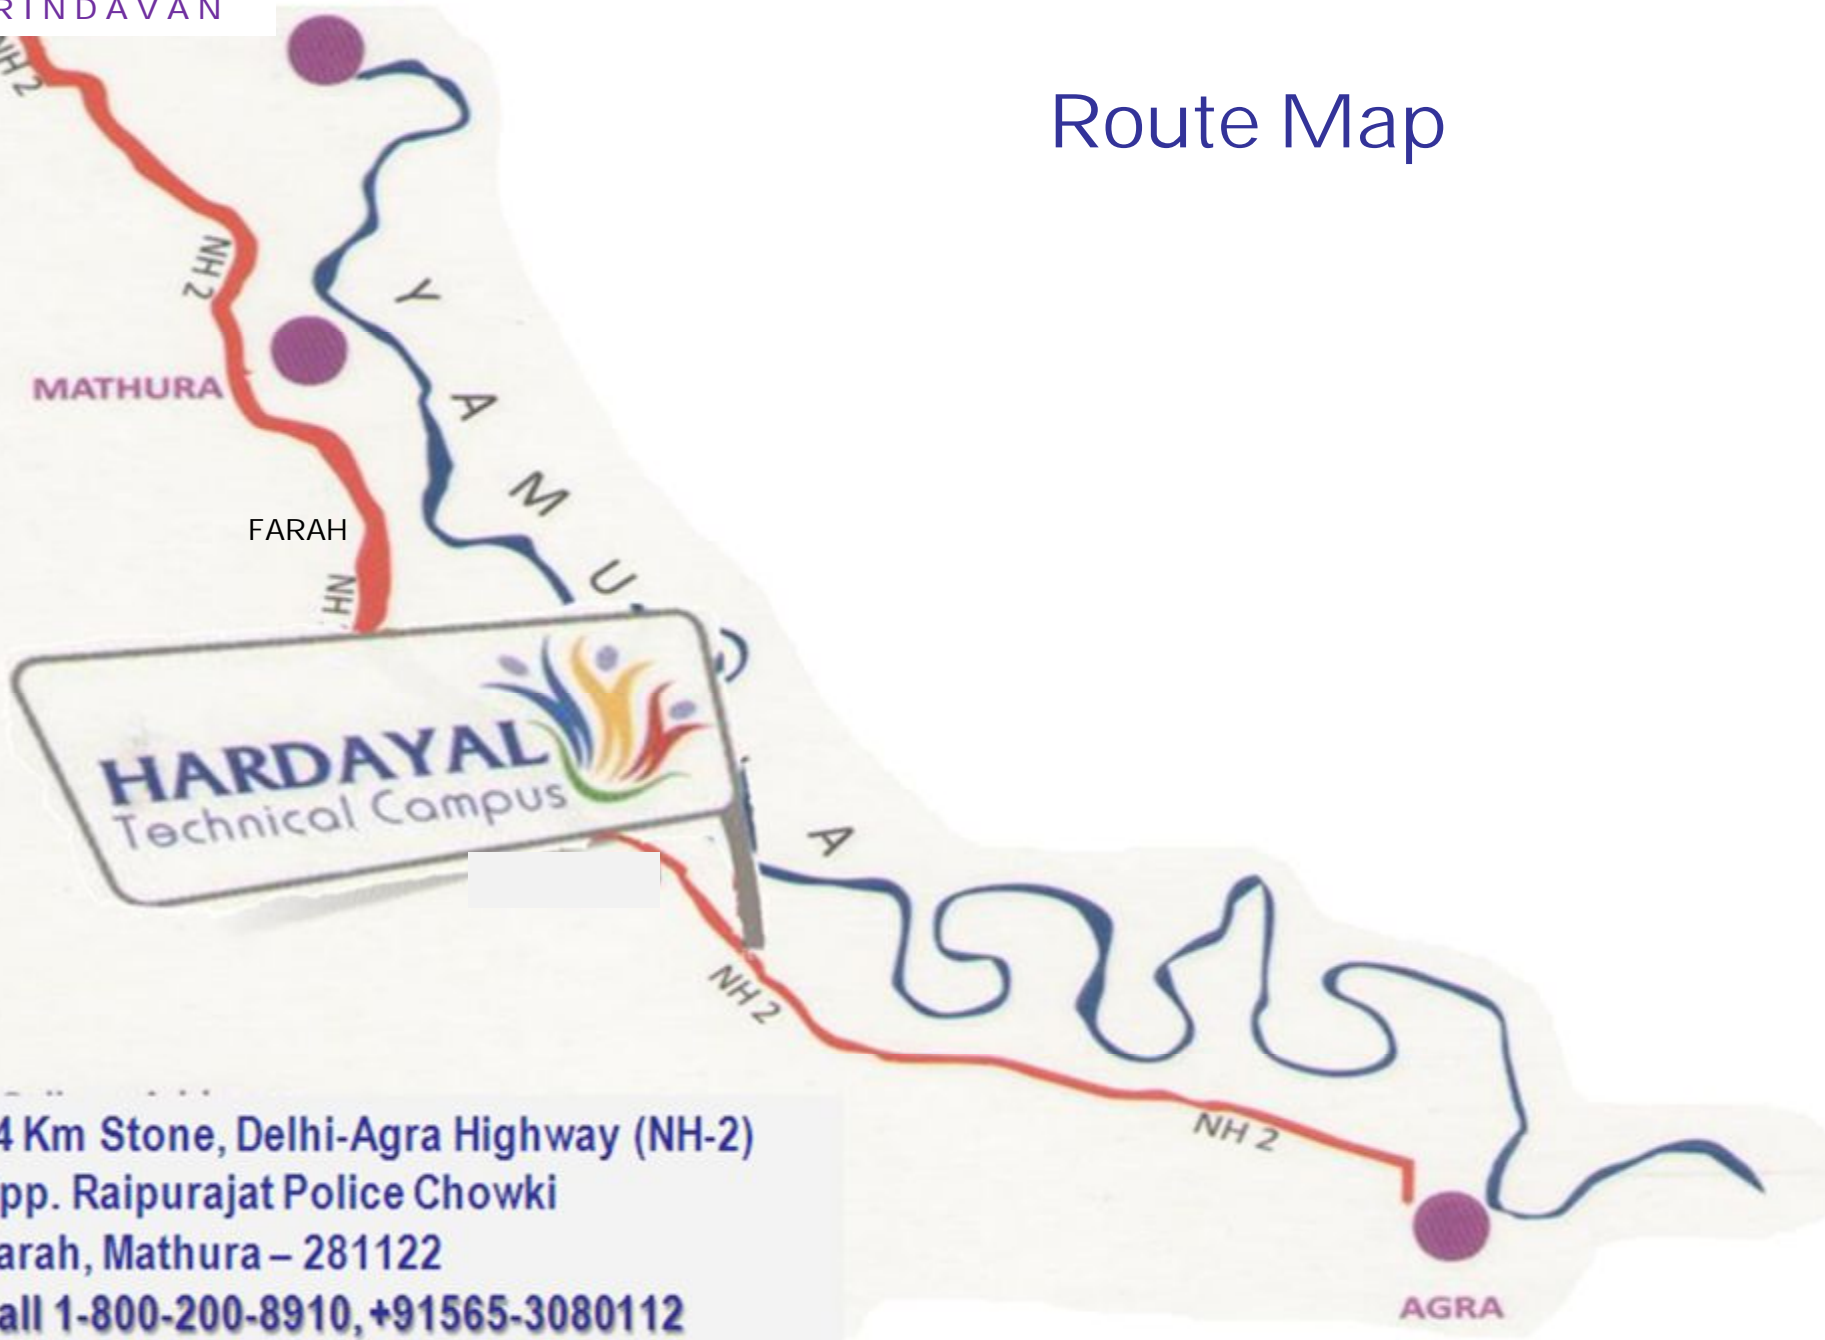 RINDAVAN
Route Map
NH 2
NH 2
MATHURA
Y
A
M
U
A
FARAH
NH
HARDAYAL
Technical Campus
NH 2
NH 2
4 Km Stone, Delhi-Agra Highway (NH-2)
pp. Raipurajat Police Chowki
arah, Mathura – 281122
all 1-800-200-8910, +91565-3080112
AGRA